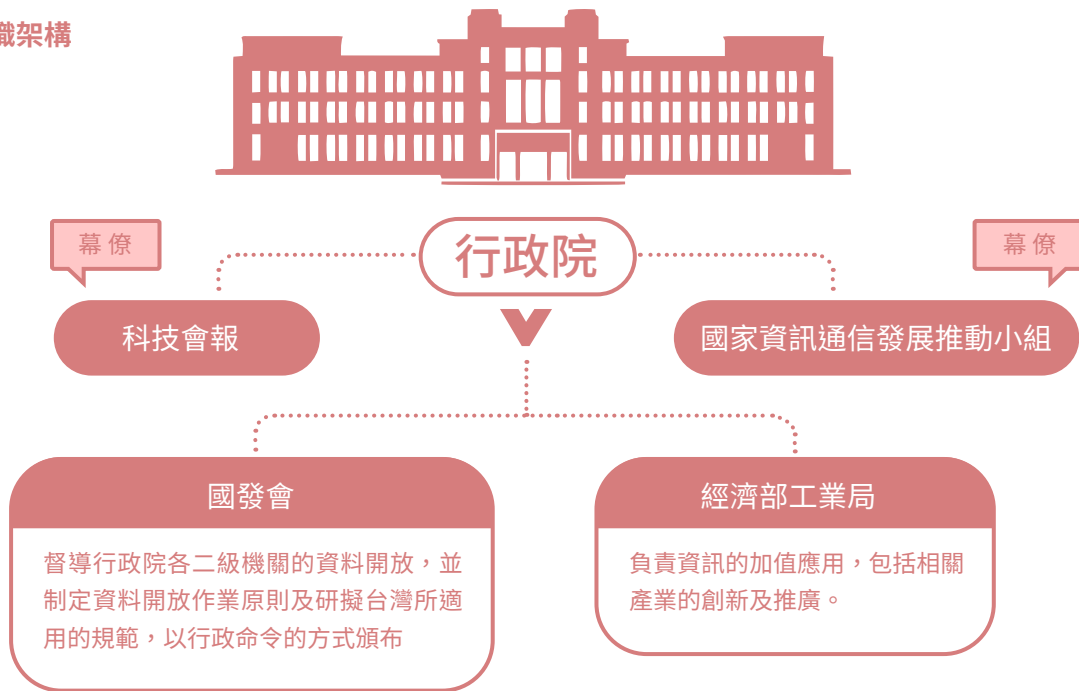 織架構
行政院
幕僚
幕僚
科技會報
國家資訊通信發展推動小組
國發會
督導行政院各二級機關的資料開放，並
制定資料開放作業原則及研擬台灣所適
用的規範，以行政命令的方式頒布
經濟部工業局
負責資訊的加值應用，包括相關
產業的創新及推廣。